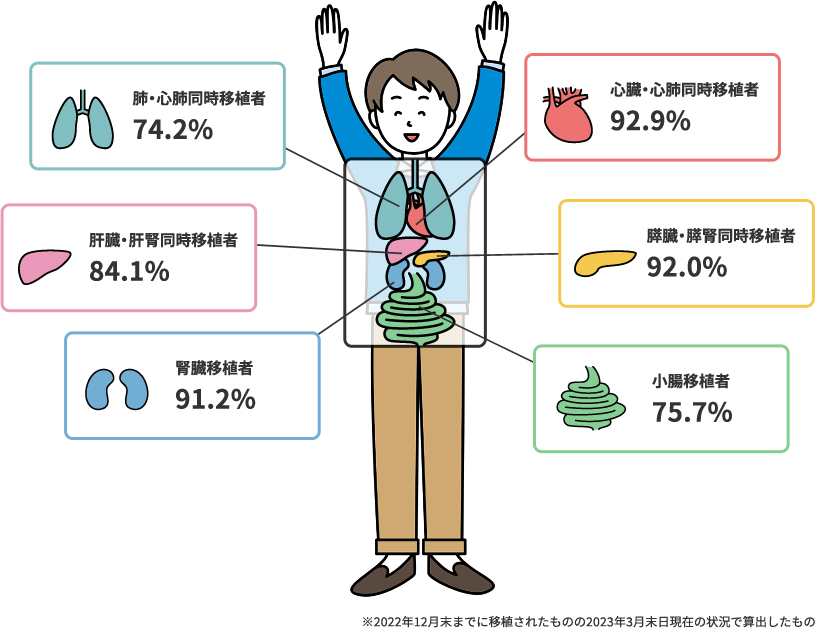 肺・心肺同時移植者
74.2%
心臓・心肺同時移植者
92.9%
肝臓・肝腎同時移植者
84.1%
膵臓・膵腎同時移植者
92.0%
腎臓移植者
91.2%
小腸移植者
75.7%
※2022年12月末までに移植されたものの2023年3月末日現在の状況で算出したもの